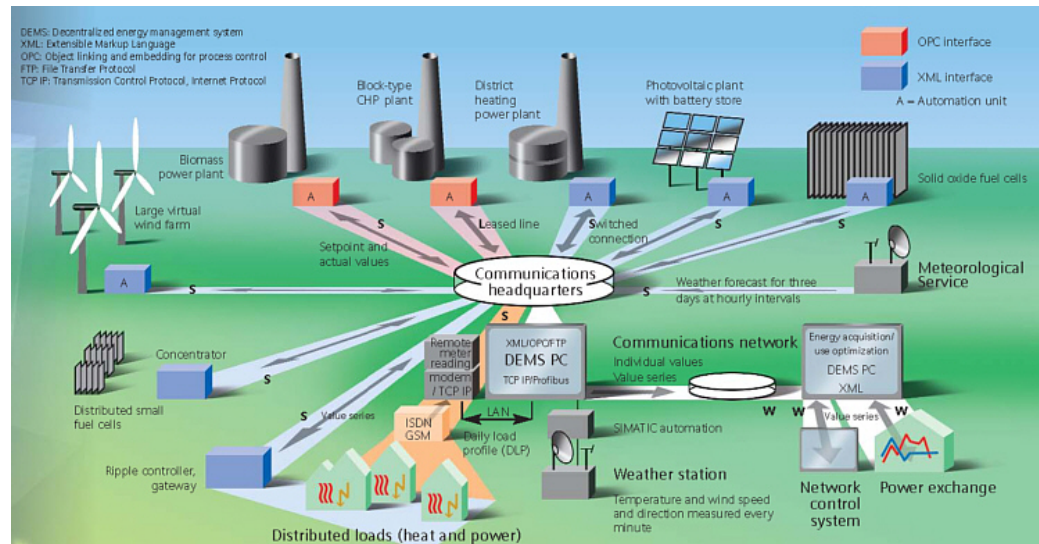 DEMS: Decentralized energy management system
XML: Extensible Markup Language
OPC: Object linking and embedding for process control
FTP: File Transfer Protocol
TCP IP: Transmission Control Protocol, Internet Protocol
OPC interface
XML interface
A = Automation unit
Block-type
CHP plant
District
heating
power plant
Photovoltaic plant
with battery store
Biomass
power plant
Solid oxide fuel cells
Large virtual
wind farm
A
A
A
A
A
A
S
Leased line
Switched
connection
S
S
Setpoint and
actual values
Communications
headquarters
Weather forecast for three
days at hourly intervals
S
Meteorological
Service
S
S
Concentrator
S
Distributed small
fuel cells
Remote
meter
reading
modem
/ TCP IP
XML/OPC/FTP
DEMS PC
TCP IP/Profibus
Communications network
Individual values
Value series
Energy acquisition/
use optimization
DEMS PC
XML
S
Value series
ISDN
GSM
LAN
Daily load
profile (DLP)
SIMATIC automation
W
W
W
Value series
Ripple controller,
gateway
Weather station
Temperature and wind speed
and direction measured every
minute
Network
control
system
Power exchange
Distributed loads (heat and power)